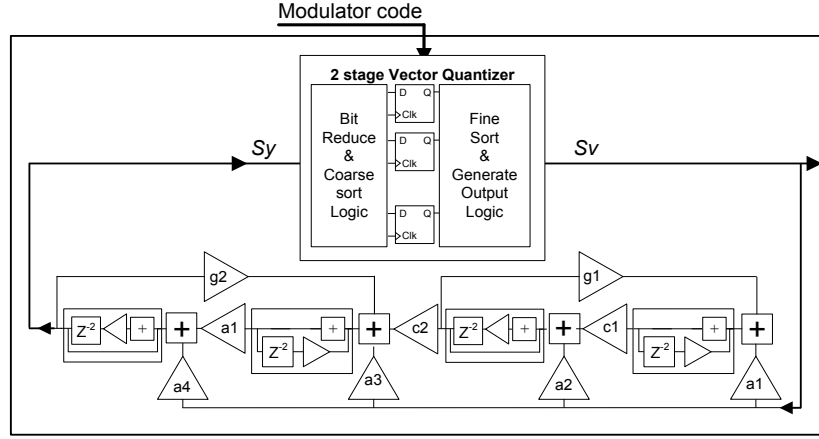 Modulator code
2 stage Vector Quantizer
D Q
Clk
D Q
Clk
D Q
Clk
Bit
Reduce
&
Coarse
sort
Logic
Fine
Sort
&
Generate
Output
Logic
Sy
Sv
g2
g1
Z-2
+
+
a1
+
Z-2
+
c2
Z-2
+
+
c1
+
Z-2
+
a4
a3
a2
a1